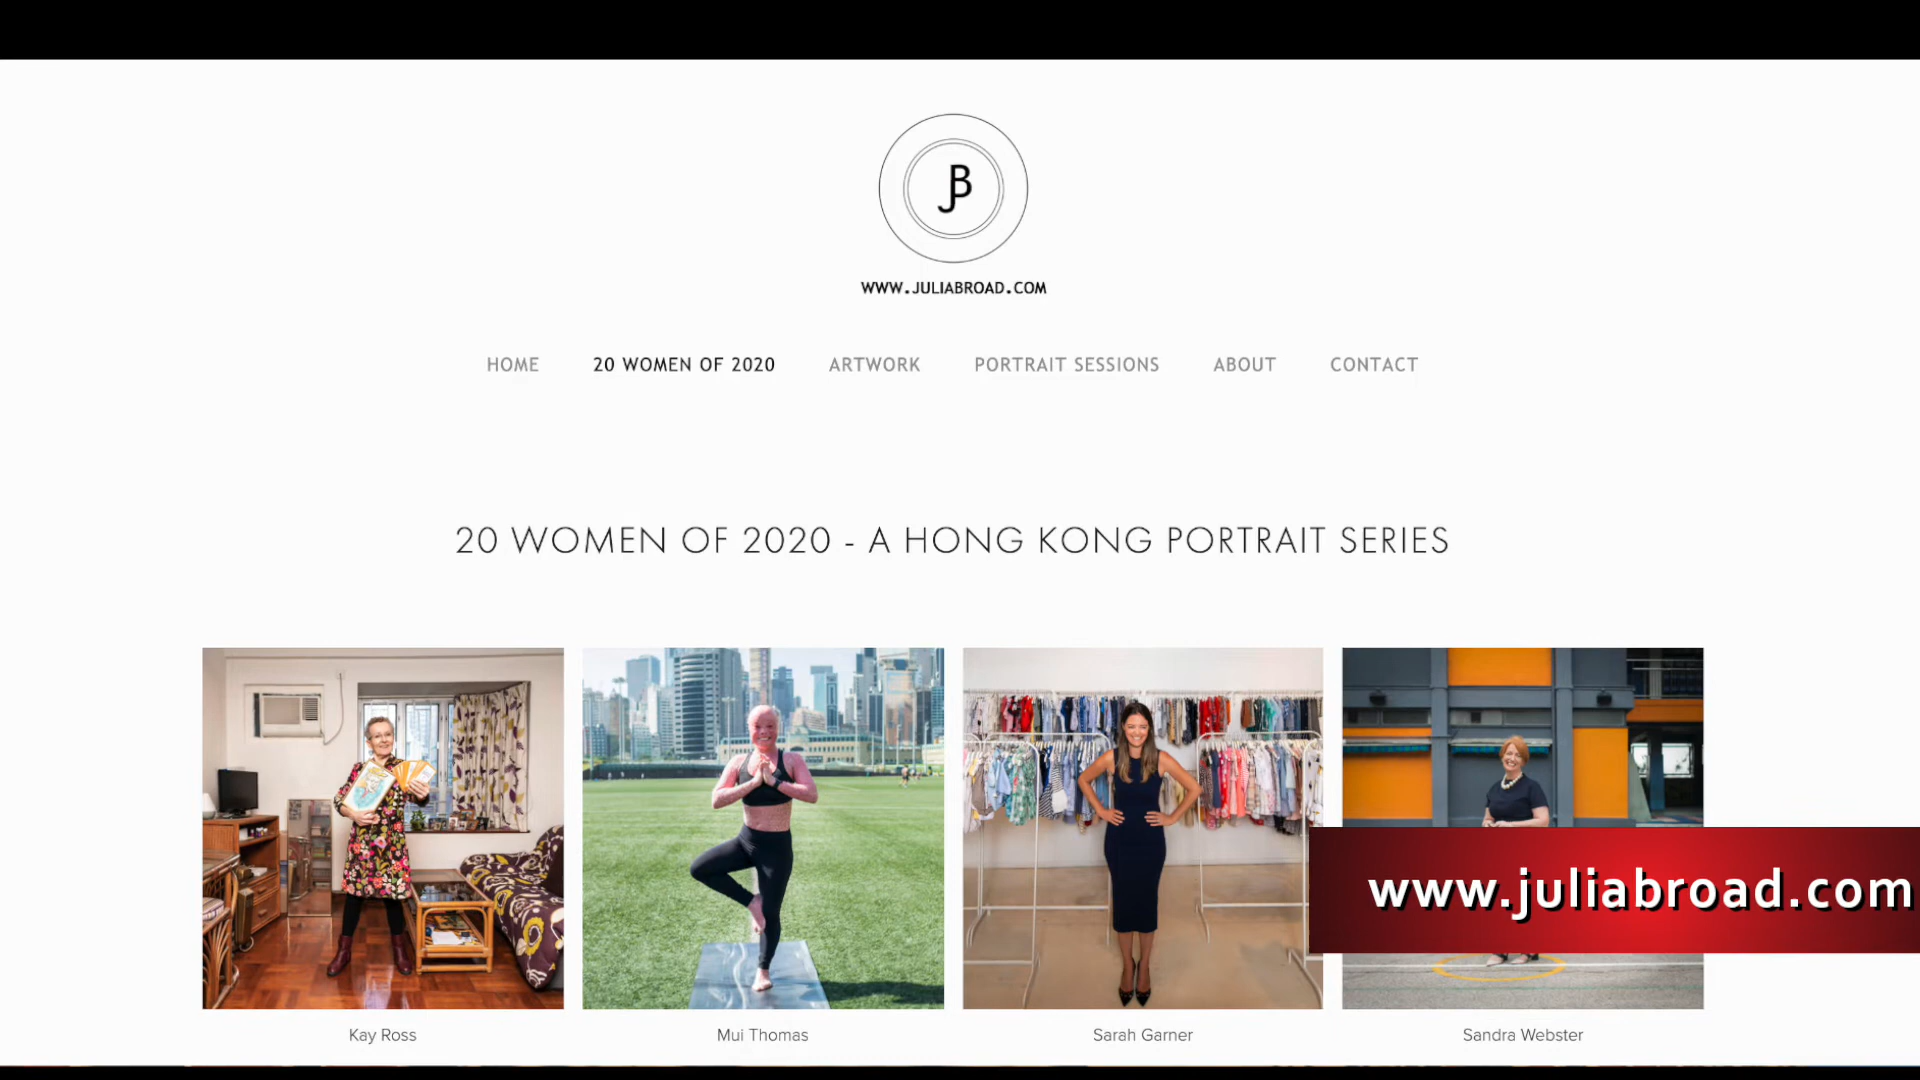 JB
WWW.JULIABROAD.COM
HOME 20 WOMEN OF 2020 ARTWORK PORTRAIT SESSIONS ABOUT CONTACT
20 WOMEN OF 2020 - A HONG KONG PORTRAIT SERIES
www.juliabroad.com
Kay Ross Mui Thomas Sarah Garner Sandra Webster